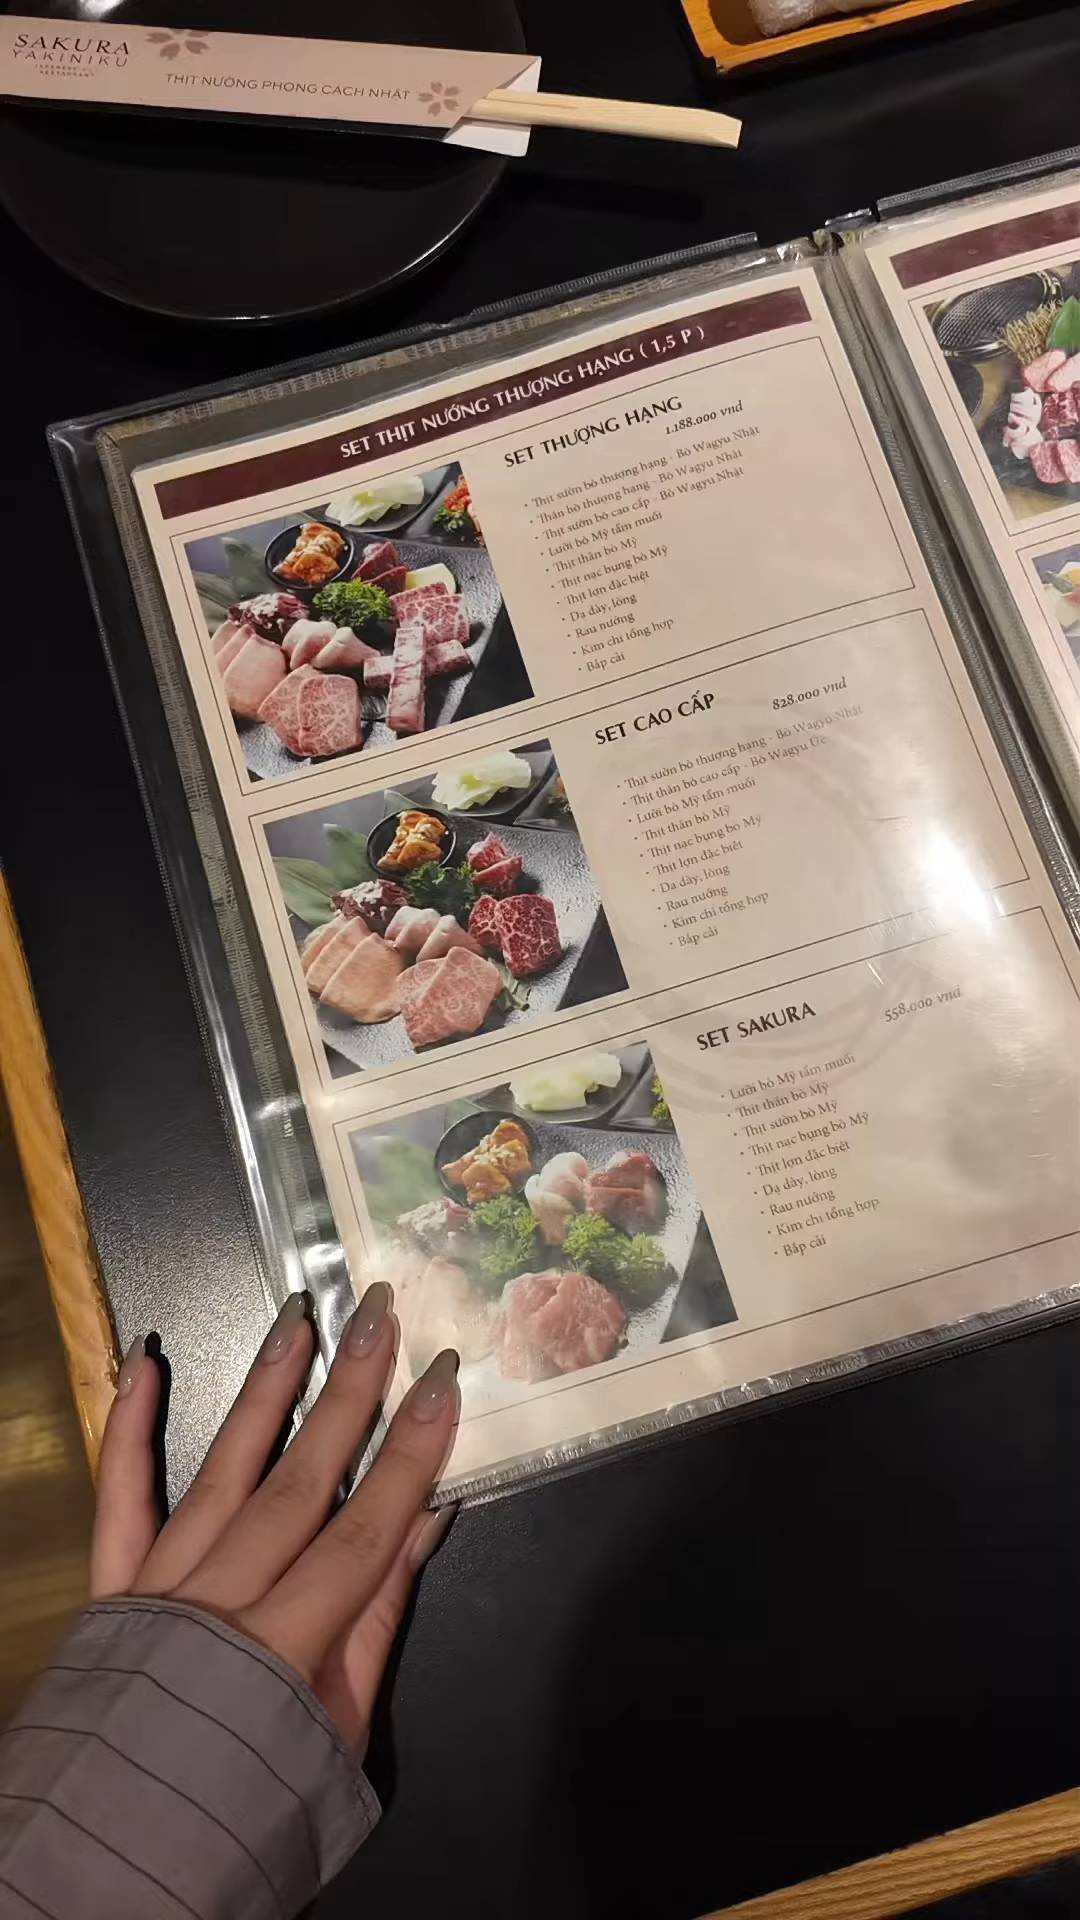 SAKURA
YAKINIKU
RESTAURANT
THỊT NƯỚNG PHONG CÁCH NHẬT
SET THỊT NƯỚNG THƯỢNG HẠNG ( 1,5 P )
SET THƯỢNG HẠNG
1.188.000 vnd
• Thịt sườn bò thượng hạng - Bò Wagyu Nhật
• Thăn bò thượng hạng - Bò Wagyu Nhật
• Thịt sườn bò cao cấp - Bò Wagyu Nhật
• Lưỡi bò Mỹ tẩm muối
• Thịt thăn bò Mỹ
• Thịt nạc bụng bò Mỹ
• Thịt lợn đặc biệt
• Dạ dày, lòng
• Rau nướng
• Kim chi tổng hợp
• Bắp cải
SET CAO CẤP
828.000 vnd
• Thịt sườn bò thượng hạng - Bò Wagyu Nhật
• Thịt thăn bò cao cấp - Bò Wagyu Úc
• Lưỡi bò Mỹ tẩm muối
• Thịt thăn bò Mỹ
• Thịt nạc bụng bò Mỹ
• Thịt lợn đặc biệt
• Dạ dày, lòng
• Rau nướng
• Kim chi tổng hợp
• Bắp cải
SET SAKURA
558.000 vnd
• Lưỡi bò Mỹ tẩm muối
• Thịt thăn bò Mỹ
• Thịt sườn bò Mỹ
• Thịt nạc bụng bò Mỹ
• Thịt lợn đặc biệt
• Dạ dày, lòng
• Rau nướng
• Kim chi tổng hợp
• Bắp cải